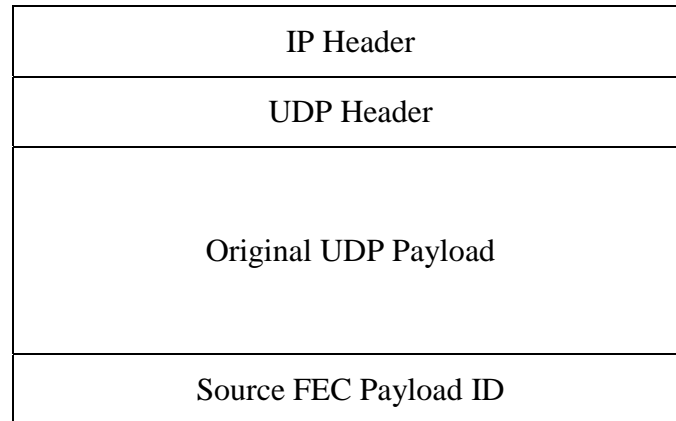 IP Header
UDP Header
Original UDP Payload
Source FEC Payload ID